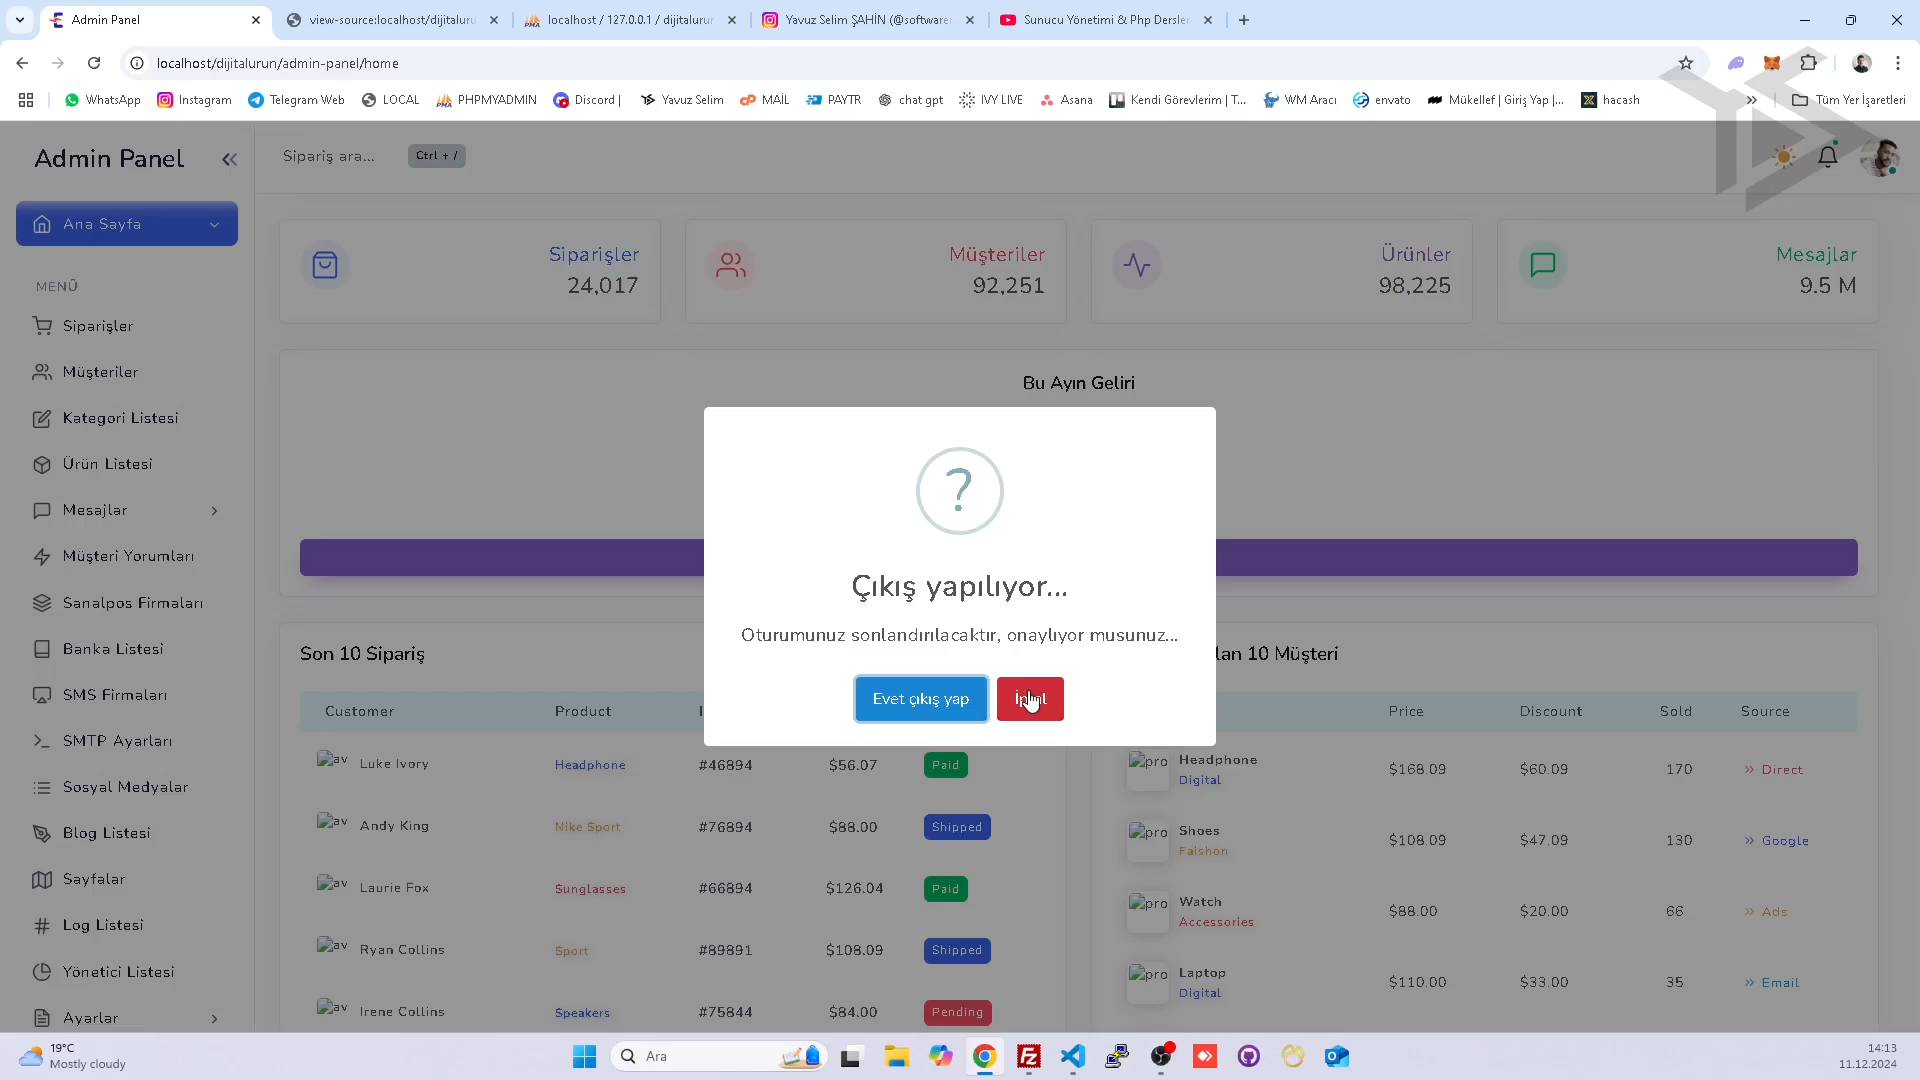 Admin Panel
view-source:localhost/dijitaluru
localhost / 127.0.0.1 / dijitalurun
Yavuz Selim ŞAHİN (@software
Sunucu Yönetimi & Php Dersler
localhost/dijitalurun/admin-panel/home
WhatsApp
Instagram
Telegram Web
LOCAL
PHPMYADMIN
Discord |
Yavuz Selim
MAİL
PAYTR
chat gpt
IVY LIVE
Asana
Kendi Görevlerim | T...
WM Aracı
envato
Mükellef | Giriş Yap |...
hacash
Tüm Yer İşaretleri
Admin Panel
Sipariş ara...
Ctrl + /
Ana Sayfa
MENÜ
Siparişler
Müşteriler
Kategori Listesi
Ürün Listesi
Mesajlar
Müşteri Yorumları
Sanalpos Firmaları
Banka Listesi
SMS Firmaları
SMTP Ayarları
Sosyal Medyalar
Blog Listesi
Sayfalar
Log Listesi
Yönetici Listesi
Ayarlar
Siparişler
24,017
Müşteriler
92,251
Ürünler
98,225
Mesajlar
9.5 M
Bu Ayın Geliri
?
Çıkış yapılıyor...
Oturumunuz sonlandırılacaktır, onaylıyor musunuz...
Evet çıkış yap
Son 10 Sipariş
Customer Product
av Luke Ivory Headphone #46894 $56.07 Paid
av Andy King Nike Sport #76894 $88.00 Shipped
av Laurie Fox Sunglasses #66894 $126.04 Paid
av Ryan Collins Sport #89891 $108.09 Shipped
av Irene Collins Speakers #75844 $84.00 Pending
10 Müşteri
Price Discount Sold Source
pro Headphone $168.09 $60.09 170 Direct
Digital
pro Shoes $108.09 $47.09 130 Google
Faishon
pro Watch $88.00 $20.00 66 Ads
Accessories
pro Laptop $110.00 $33.00 35 Email
Digital
19°C
Mostly cloudy
Ara
14:13
11.12.2024